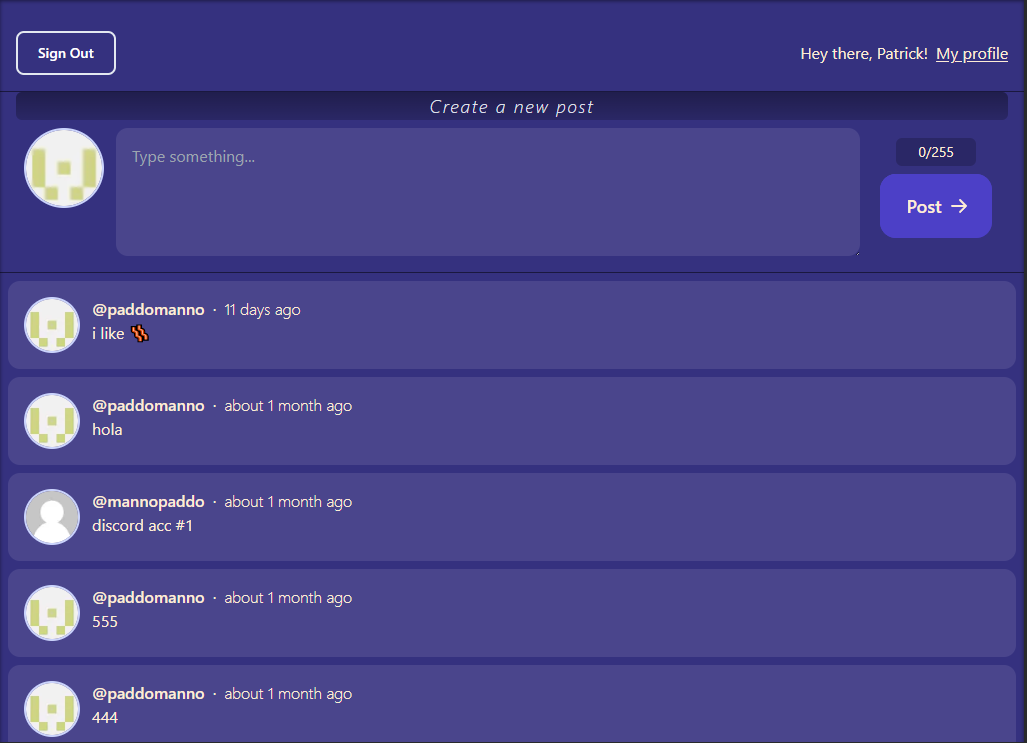 Sign Out
Hey there, Patrick! My profile
Create a new post
Type something...
0/255
Post →
@paddomanno · 11 days ago
i like 🥓
@paddomanno · about 1 month ago
hola
@mannopaddo · about 1 month ago
discord acc #1
@paddomanno · about 1 month ago
555
@paddomanno · about 1 month ago
444